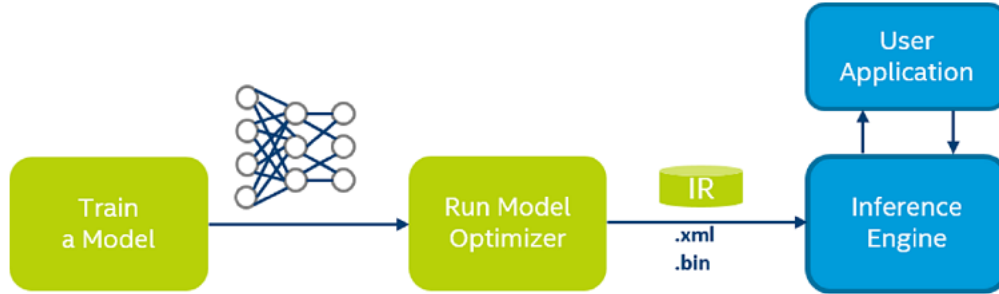 User
Application
Train
a Model
Run Model
Optimizer
IR
.xml
.bin
Inference
Engine